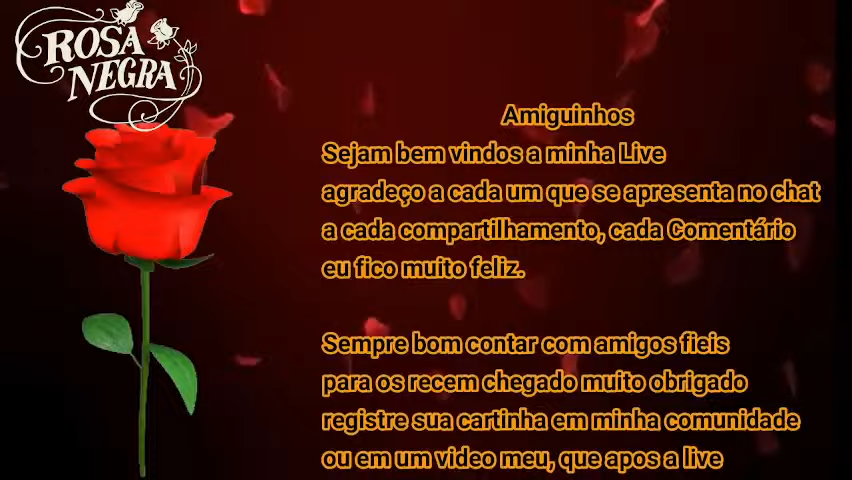 ROSA
NEGRA
Amiguinhos
Sejam bem vindos a minha Live
agradeço a cada um que se apresenta no chat
a cada compartilhamento, cada Comentário
eu fico muito feliz.
Sempre bom contar com amigos fieis
para os recem chegado muito obrigado
registre sua cartinha em minha comunidade
ou em um video meu, que apos a live